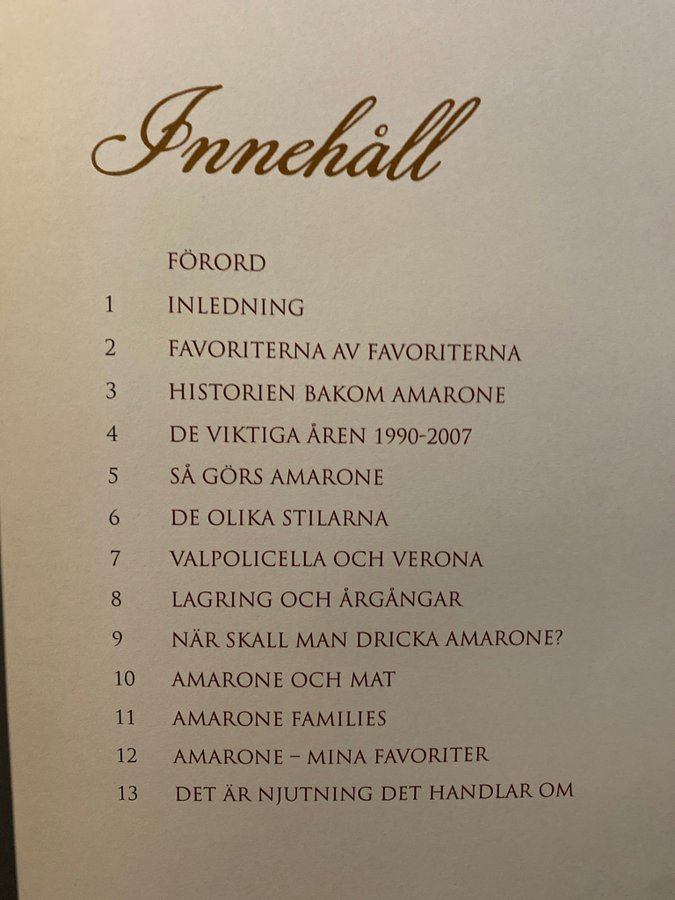 Innehåll
FÖRORD
1 INLEDNING
2 FAVORITERNA AV FAVORITERNA
3 HISTORIEN BAKOM AMARONE
4 DE VIKTIGA ÅREN 1990-2007
5 SÅ GÖRS AMARONE
6 DE OLIKA STILARNA
7 VALPOLICELLA OCH VERONA
8 LAGRING OCH ÅRGÅNGAR
9 NÄR SKALL MAN DRICKA AMARONE?
10 AMARONE OCH MAT
11 AMARONE FAMILIES
12 AMARONE – MINA FAVORITER
13 DET ÄR NJUTNING DET HANDLAR OM